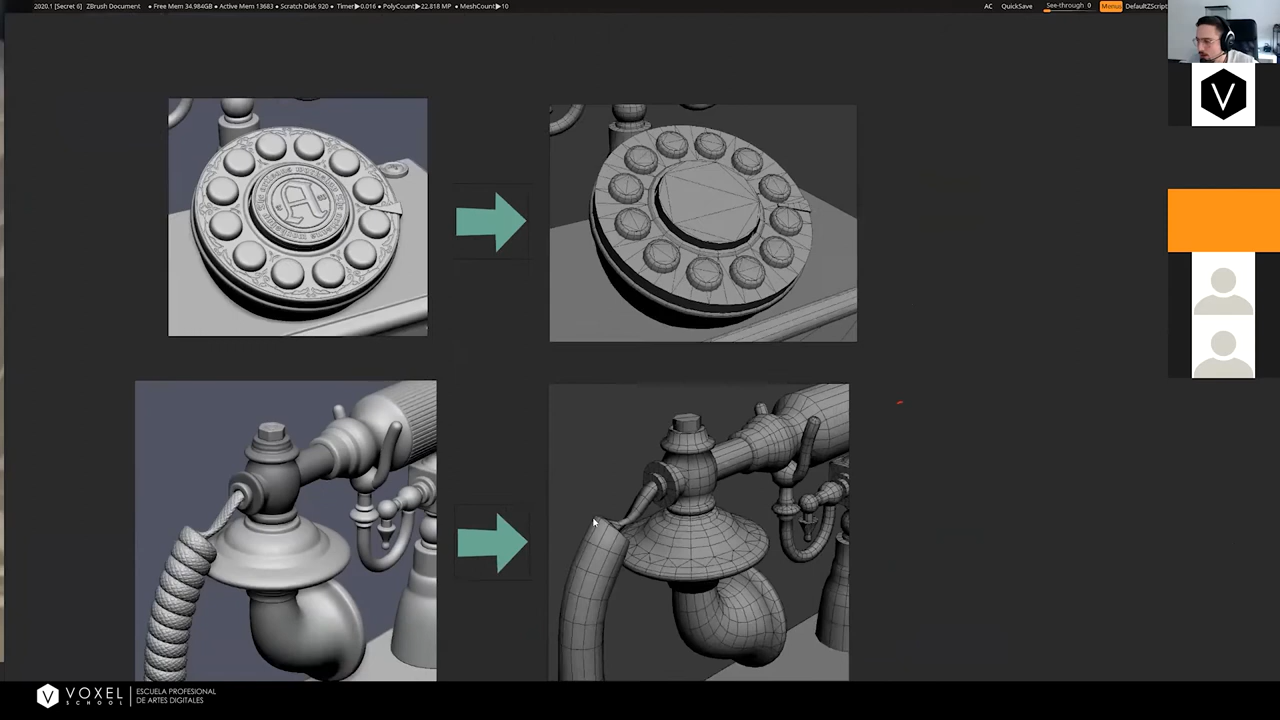 2020.1 [Secret 6] ZBrush Document • Free Mem 34.984GB • Active Mem 13683 • Scratch Disk 920 • Timer▶0.016 • PolyCount▶22.818 MP • MeshCount▶10 AC QuickSave See-through 0 Menus DefaultZScript
A
V
VOXEL SCHOOL
ESCUELA PROFESIONAL
DE ARTES DIGITALES